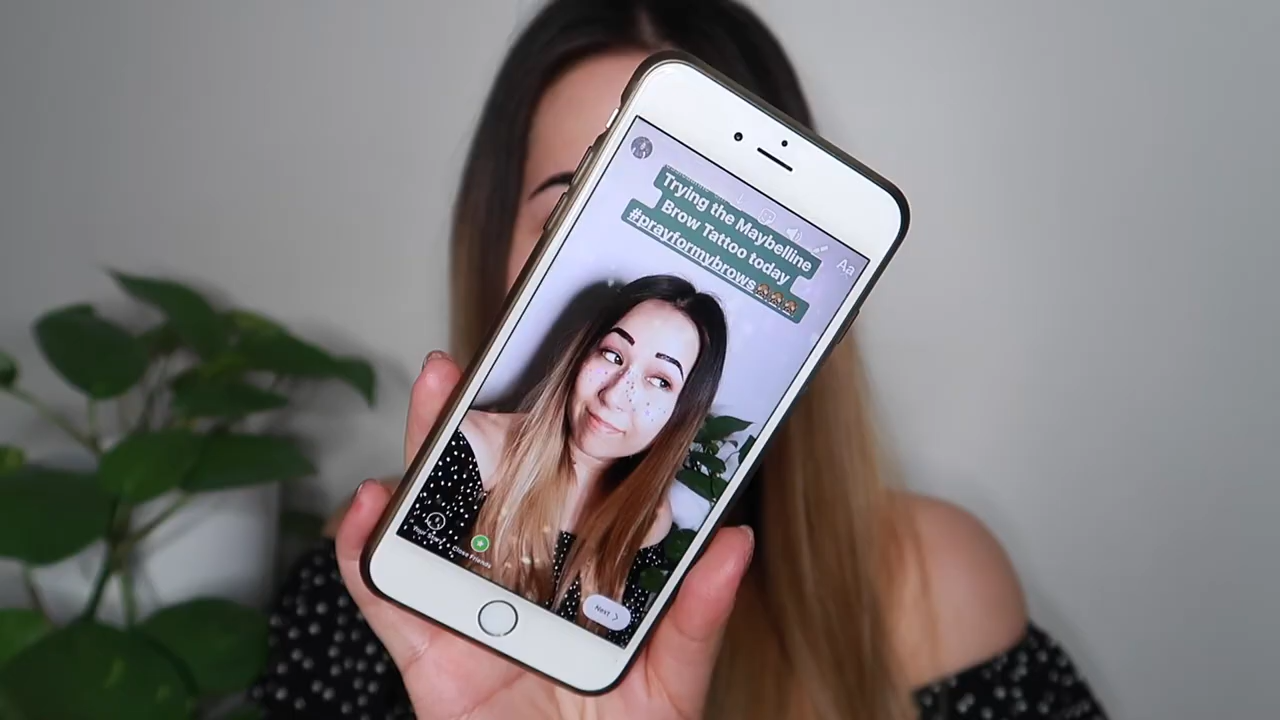 Trying the Maybelline
Brow Tattoo today
#prayformybrows🙈🙈🙈
Aa
Your Story
Close Friends
Next >